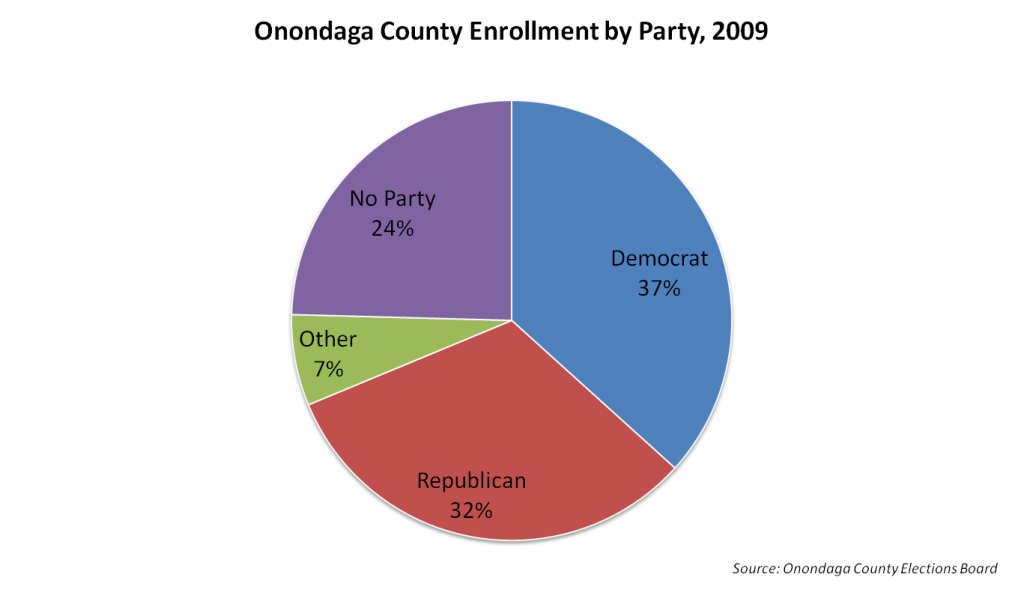 Onondaga County Enrollment by Party, 2009
No Party
24%
Democrat
37%
Other
7%
Republican
32%
Source: Onondaga County Elections Board